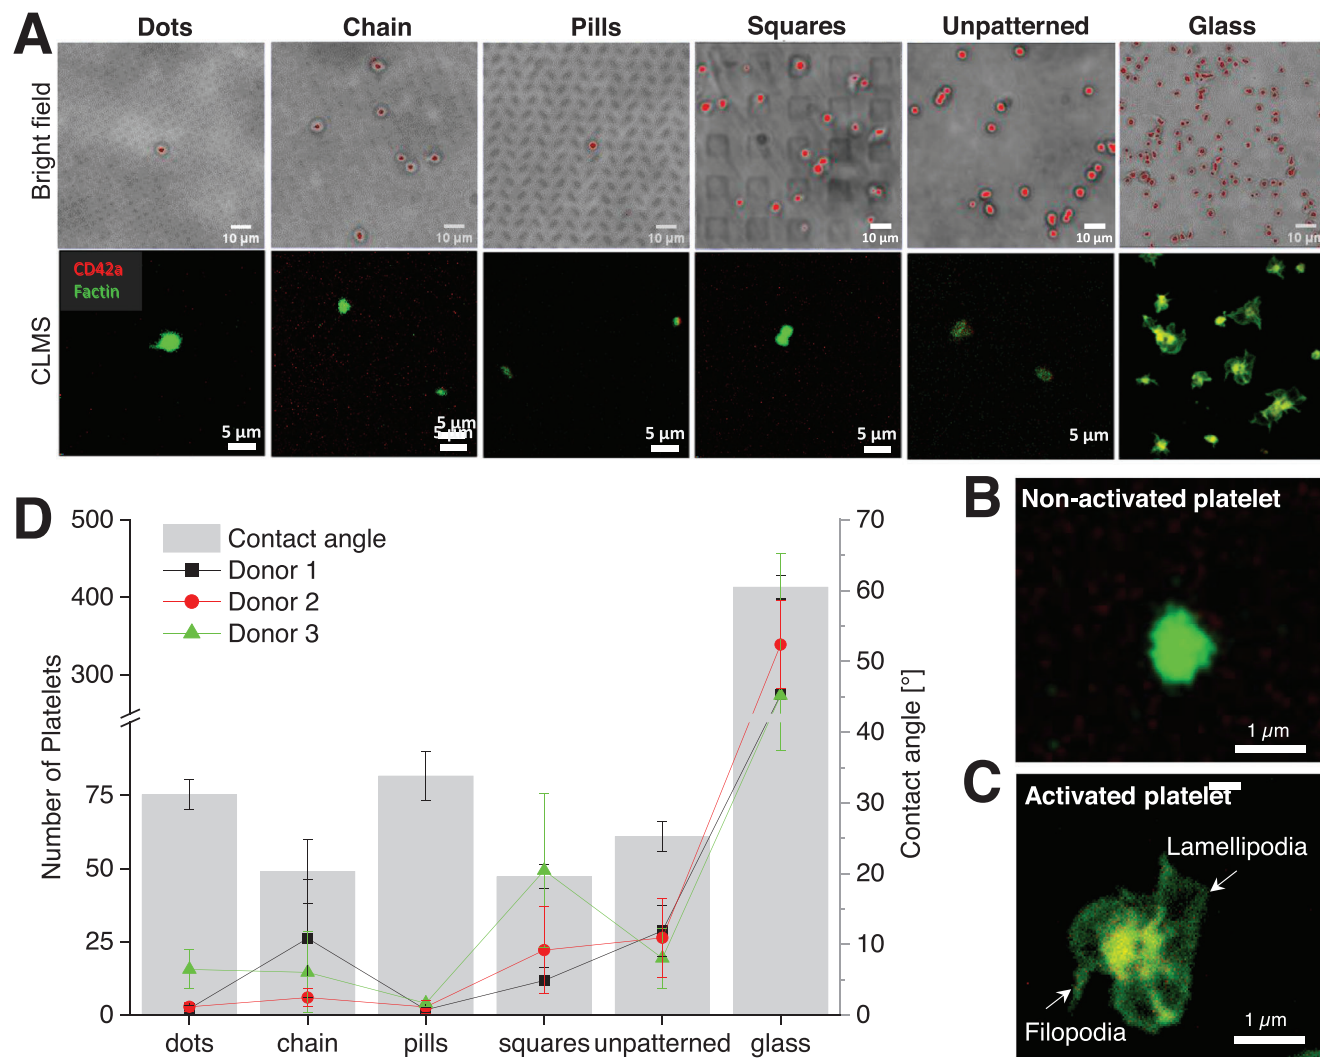 A
Dots
Chain
Pills
Squares
Unpatterned
Glass
Bright field
10 µm
10 µm
10 µm
10 µm
10 µm
10 µm
CLMS
CD42a
Factin
5 µm
5 µm
5 µm
5 µm
5 µm
5 µm
B
Non-activated platelet
1 µm
C
Activated platelet
Lamellipodia
Filopodia
1 µm
D
Contact angle
Donor 1
Donor 2
Donor 3
Number of Platelets
500
400
300
75
50
25
0
Contact angle [°]
70
60
50
40
30
20
10
0
dots
chain
pills
squares
unpatterned
glass